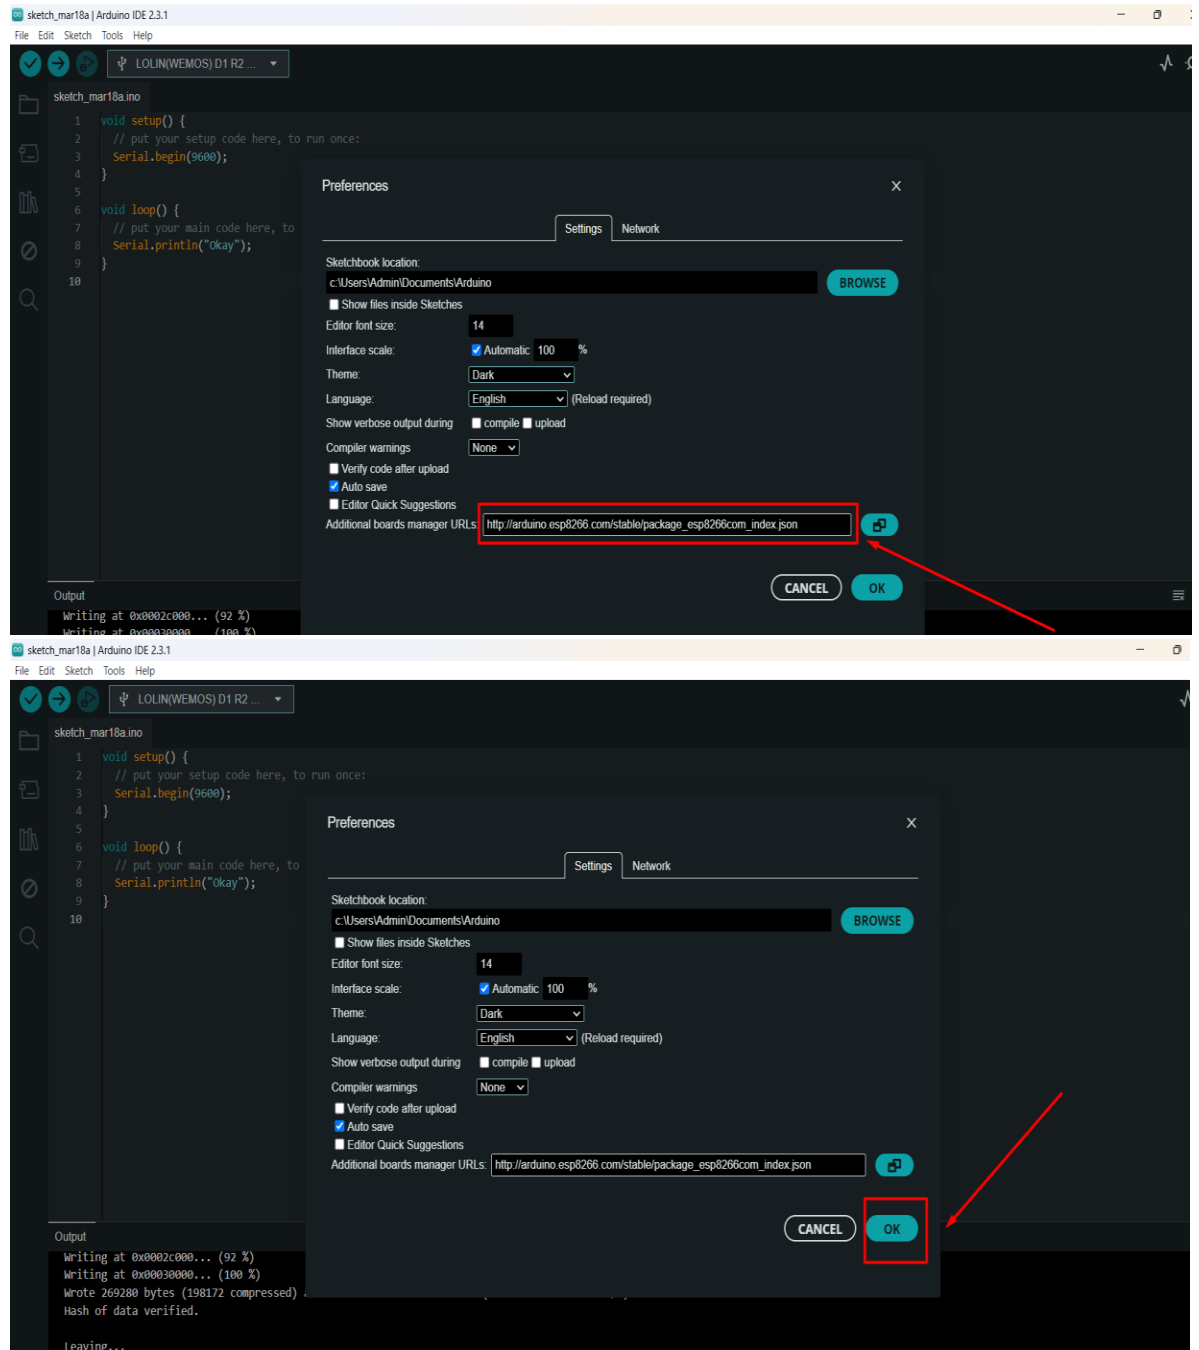 sketch_mar18a | Arduino IDE 2.3.1
File Edit Sketch Tools Help
LOLIN(WEMOS) D1 R2 ...
sketch_mar18a.ino
1 void setup() {
2 // put your setup code here, to run once:
3 Serial.begin(9600);
4 }
5
6 void loop() {
7 // put your main code here, to
8 Serial.println("Okay");
9 }
10
Preferences X
Settings Network
Sketchbook location:
c:\Users\Admin\Documents\Arduino BROWSE
Show files inside Sketches
Editor font size: 14
Interface scale: Automatic 100 %
Theme: Dark
Language: English (Reload required)
Show verbose output during compile upload
Compiler warnings None
Verify code after upload
Auto save
Editor Quick Suggestions
Additional boards manager URLs: http://arduino.esp8266.com/stable/package_esp8266com_index.json
CANCEL OK
Output
Writing at 0x0002c000... (92 %)
Writing at 0x00030000... (100 %)
sketch_mar18a | Arduino IDE 2.3.1
File Edit Sketch Tools Help
LOLIN(WEMOS) D1 R2 ...
sketch_mar18a.ino
1 void setup() {
2 // put your setup code here, to run once:
3 Serial.begin(9600);
4 }
5
6 void loop() {
7 // put your main code here, to
8 Serial.println("Okay");
9 }
10
Preferences X
Settings Network
Sketchbook location:
c:\Users\Admin\Documents\Arduino BROWSE
Show files inside Sketches
Editor font size: 14
Interface scale: Automatic 100 %
Theme: Dark
Language: English (Reload required)
Show verbose output during compile upload
Compiler warnings None
Verify code after upload
Auto save
Editor Quick Suggestions
Additional boards manager URLs: http://arduino.esp8266.com/stable/package_esp8266com_index.json
CANCEL OK
Output
Writing at 0x0002c000... (92 %)
Writing at 0x00030000... (100 %)
Wrote 269280 bytes (198172 compressed)
Hash of data verified.
Leaving...